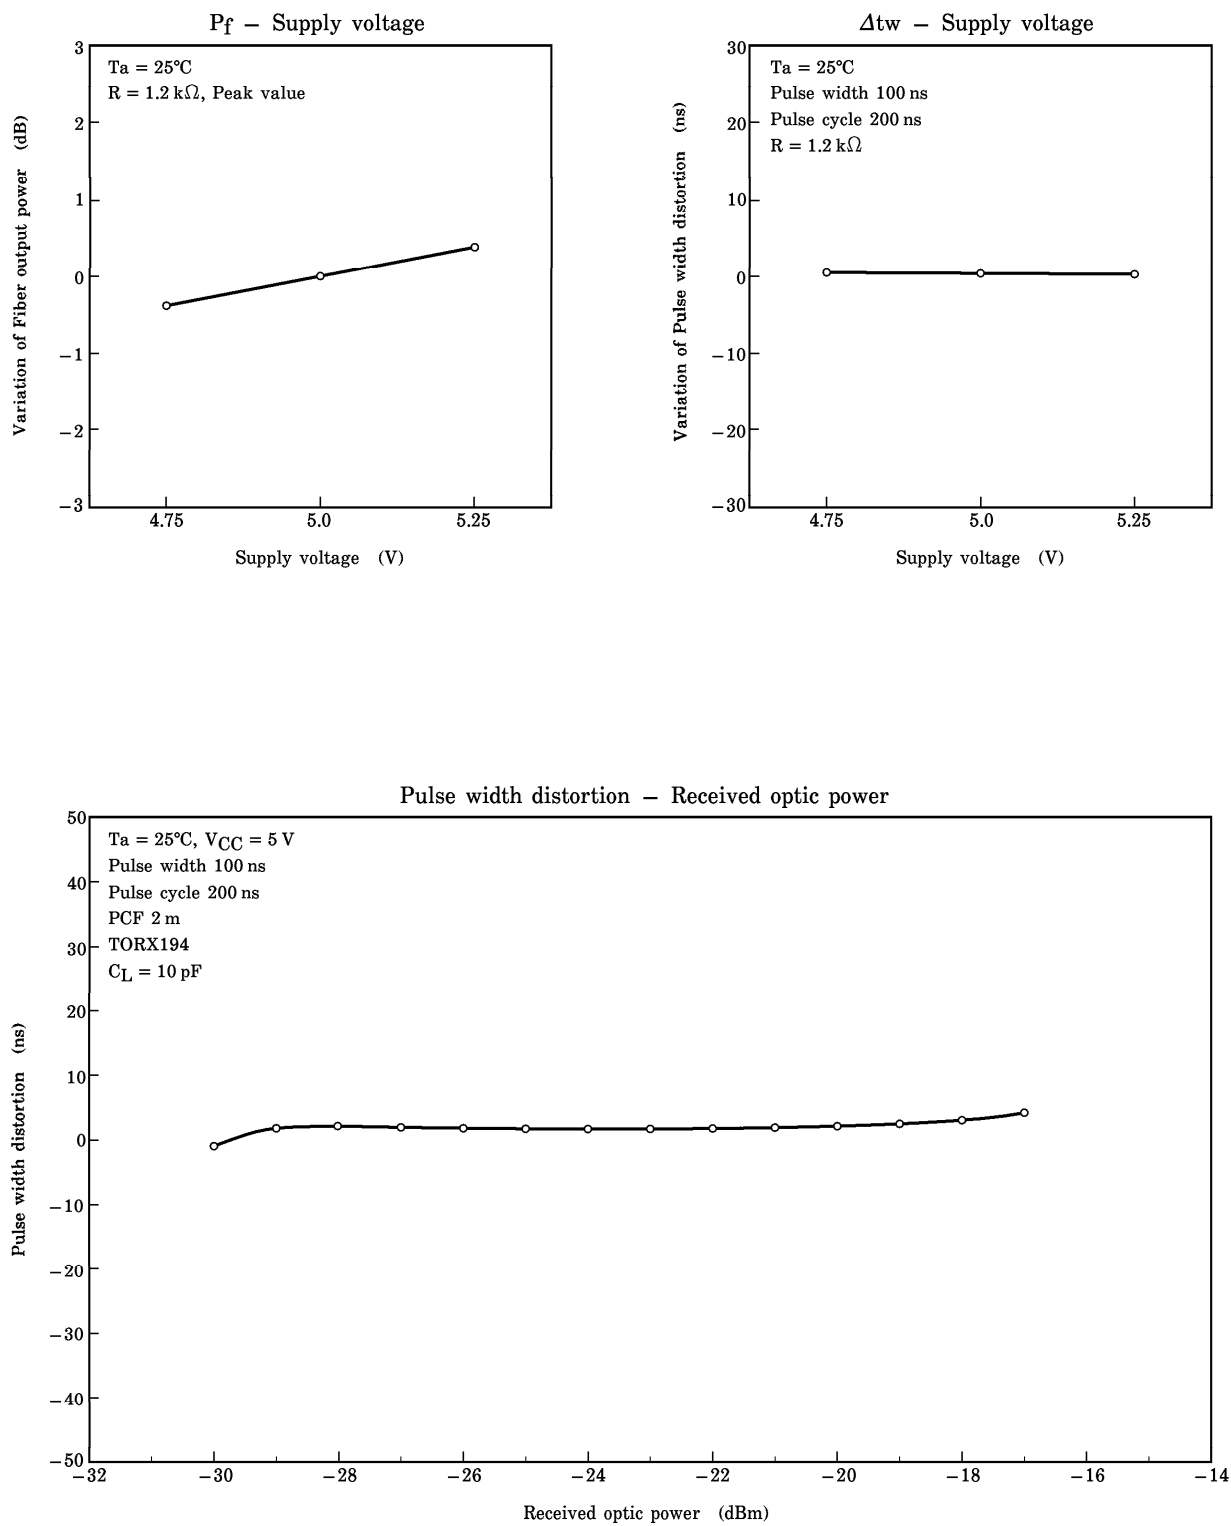 Pf − Supply voltage
3
2
1
0
−1
−2
−3
Variation of Fiber output power (dB)
Ta = 25°C
R = 1.2 kΩ, Peak value
4.75 5.0 5.25
Supply voltage (V)
Δtw − Supply voltage
30
20
10
0
−10
−20
−30
Variation of Pulse width distortion (ns)
Ta = 25°C
Pulse width 100 ns
Pulse cycle 200 ns
R = 1.2 kΩ
4.75 5.0 5.25
Supply voltage (V)
Pulse width distortion − Received optic power
50
40
30
20
10
0
−10
−20
−30
−40
−50
Pulse width distortion (ns)
Ta = 25°C, VCC = 5 V
Pulse width 100 ns
Pulse cycle 200 ns
PCF 2 m
TORX194
CL = 10 pF
−32 −30 −28 −26 −24 −22 −20 −18 −16 −14
Received optic power (dBm)